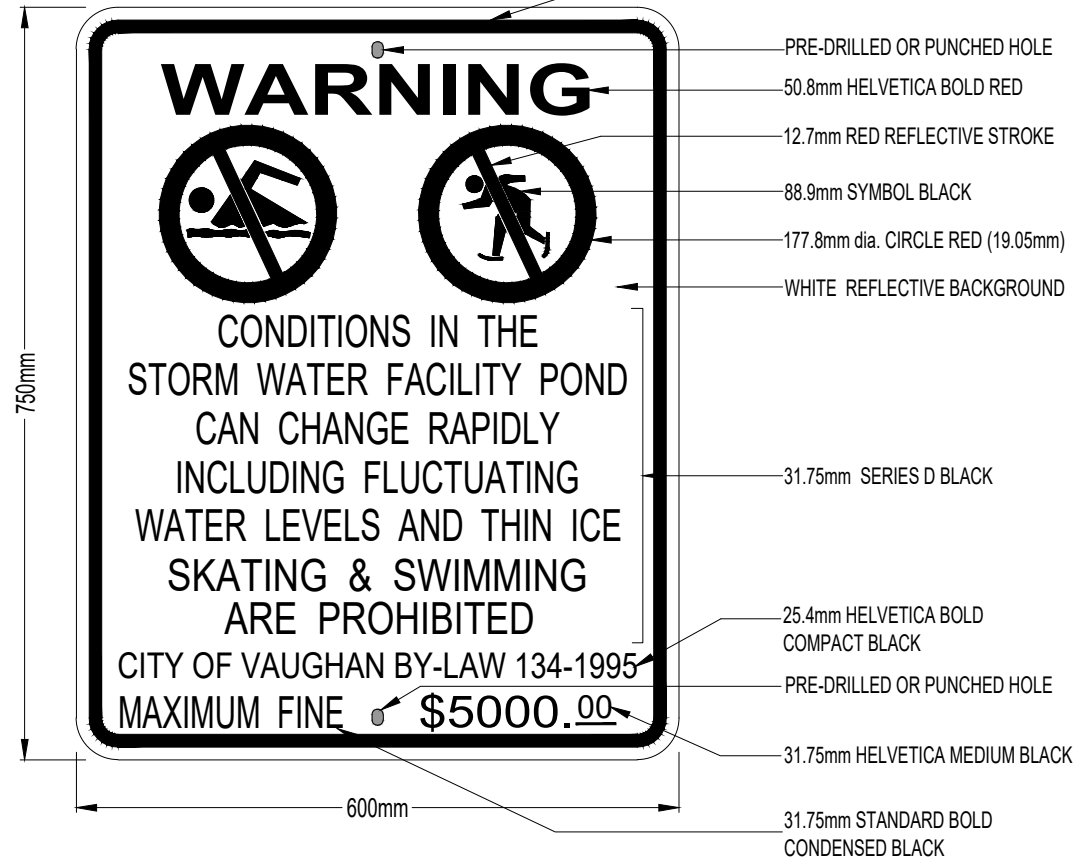 WARNING
CONDITIONS IN THE
STORM WATER FACILITY POND
CAN CHANGE RAPIDLY
INCLUDING FLUCTUATING
WATER LEVELS AND THIN ICE
SKATING & SWIMMING
ARE PROHIBITED
CITY OF VAUGHAN BY-LAW 134-1995
MAXIMUM FINE $5000.00
750mm
600mm
PRE-DRILLED OR PUNCHED HOLE
50.8mm HELVETICA BOLD RED
12.7mm RED REFLECTIVE STROKE
88.9mm SYMBOL BLACK
177.8mm dia. CIRCLE RED (19.05mm)
WHITE REFLECTIVE BACKGROUND
31.75mm SERIES D BLACK
25.4mm HELVETICA BOLD
COMPACT BLACK
PRE-DRILLED OR PUNCHED HOLE
31.75mm HELVETICA MEDIUM BLACK
31.75mm STANDARD BOLD
CONDENSED BLACK